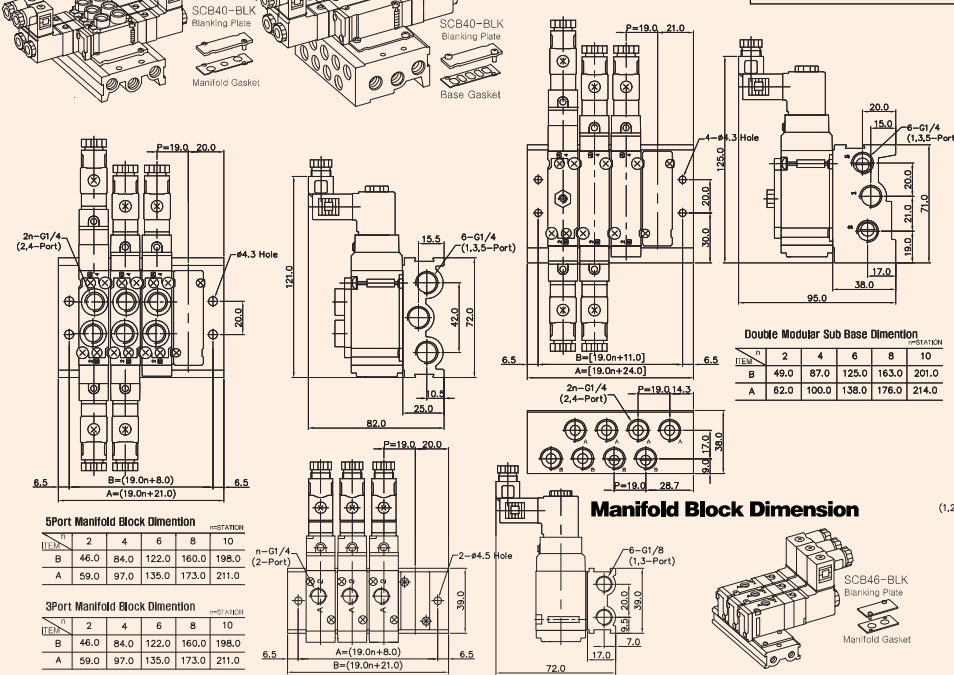 SCB40-BLK
Blanking Plate
Manifold Gasket
SCB40-BLK
Blanking Plate
Base Gasket
P=19.0 20.0
2n-G1/4
(2,4-Port)
ø4.3 Hole
20.0
6.5
B=(19.0n+8.0)
6.5
A=(19.0n+21.0)
121.0
15.5
6-G1/4
(1,3,5-Port)
42.0
72.0
10.5
25.0
82.0
P=19.0 21.0
4-ø4.3 Hole
20.0
30.0
6.5
B=[19.0n+11.0]
6.5
A=[19.0n+24.0]
125.0
20.0
15.0
6-G1/4
(1,3,5-Port)
5
1
3
20.0
21.0
19.0
71.0
17.0
38.0
95.0
2n-G1/4
(2,4-Port)
P=19.0 14.3
A A A A
B B B B
17.0
9.0
38.0
P=19.0 28.7
Double Modular Sub Base Dimention
n=STATION
ITEM n 2 4 6 8 10
B 49.0 87.0 125.0 163.0 201.0
A 62.0 100.0 138.0 176.0 214.0
5Port Manifold Block Dimention
n=STATION
ITEM n 2 4 6 8 10
B 46.0 84.0 122.0 160.0 198.0
A 59.0 97.0 135.0 173.0 211.0
3Port Manifold Block Dimention
n=STATION
ITEM n 2 4 6 8 10
B 46.0 84.0 122.0 160.0 198.0
A 59.0 97.0 135.0 173.0 211.0
P=19.0 20.0
n-G1/4
(2-Port)
2-ø4.5 Hole
A 2 A 2 A 2
39.0
6.5
A=(19.0n+8.0)
6.5
B=(19.0n+21.0)
Manifold Block Dimension
6-G1/8
(1,3-Port)
20.0
9.5
39.0
7.0
17.0
72.0
(1,2
SCB46-BLK
Blanking Plate
Manifold Gasket